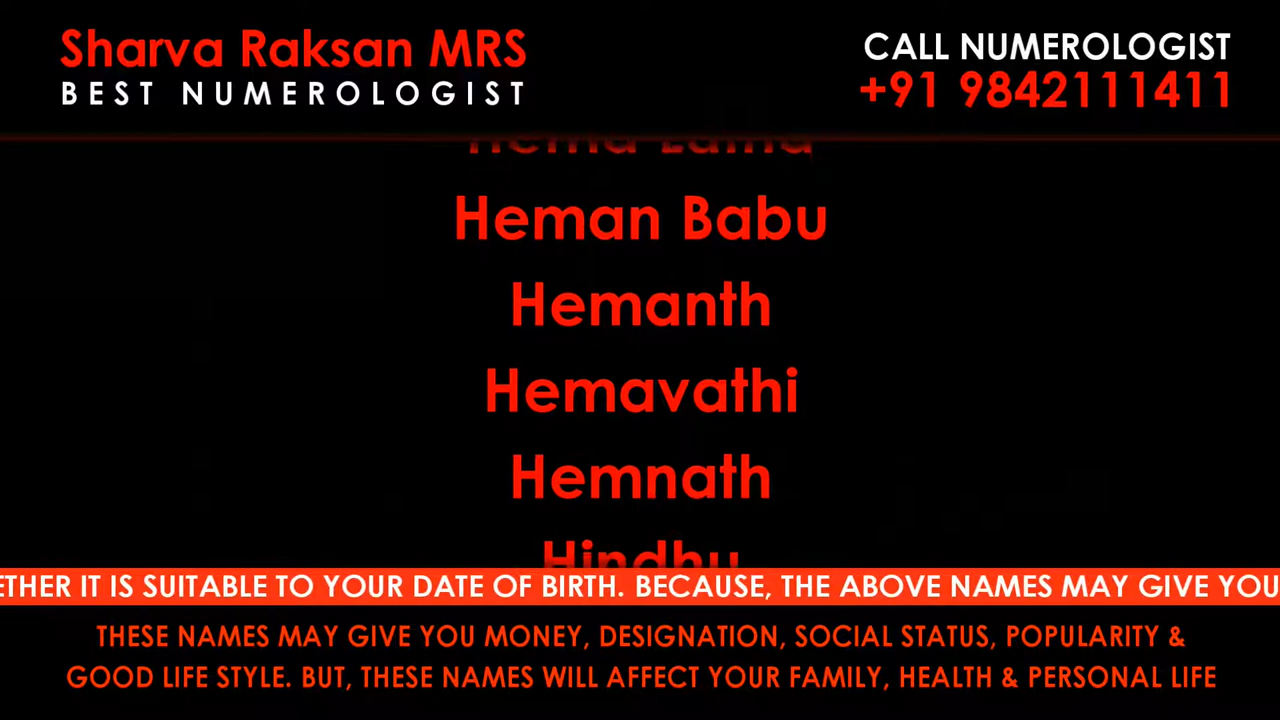 Sharva Raksan MRS
BEST NUMEROLOGIST
CALL NUMEROLOGIST
+91 9842111411
Hema
Heman Babu
Hemanth
Hemavathi
Hemnath
Hindhu
ETHER IT IS SUITABLE TO YOUR DATE OF BIRTH. BECAUSE, THE ABOVE NAMES MAY GIVE YOU
THESE NAMES MAY GIVE YOU MONEY, DESIGNATION, SOCIAL STATUS, POPULARITY &
GOOD LIFE STYLE. BUT, THESE NAMES WILL AFFECT YOUR FAMILY, HEALTH & PERSONAL LIFE